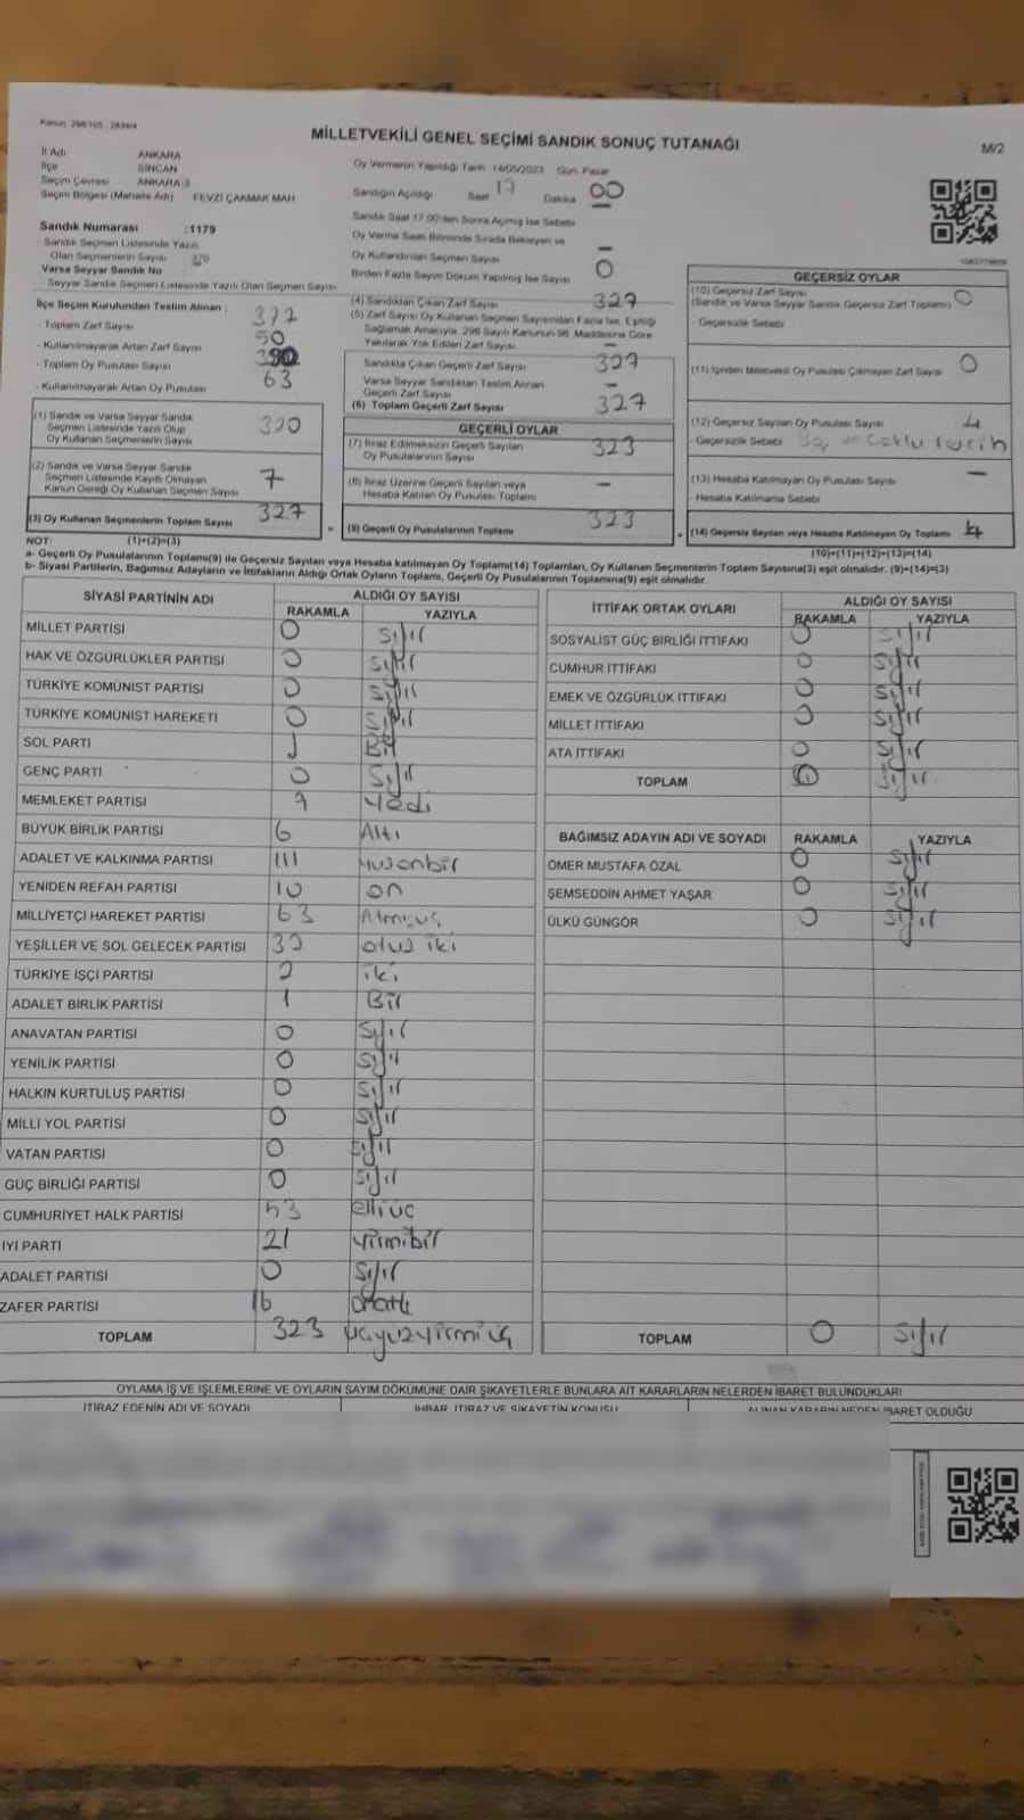 MİLLETVEKİLİ GENEL SEÇİMİ SANDIK SONUÇ TUTANAĞI
M/2
İl Adı ANKARA
İlçe SİNCAN
Seçim Çevresi ANKARA
Seçim Bölgesi (Mahalle Adı) FEVZİ ÇAKMAK MAH
Sandık Numarası :1179
Sandık Seçmen Listesinde Yazılı
Olan Seçmenlerin Sayısı
Varsa Seyyar Sandık No
Seyyar Sandık Seçmen Listesinde Yazılı Olan Seçmen Sayısı
İlçe Seçim Kurulundan Teslim Alınan :
- Toplam Zarf Sayısı
- Kullanılmayarak Artan Zarf Sayısı 50
- Toplam Oy Pusulası Sayısı
- Kullanılmayarak Artan Oy Pusulası 63
(1) Sandık ve Varsa Seyyar Sandık
Seçmen Listesinde Yazılı Olup
Oy Kullanan Seçmenlerin Sayısı 320
(2) Sandık ve Varsa Seyyar Sandık
Seçmen Listesinde Kayıtlı Olmayan
Kanun Gereği Oy Kullanan Seçmen Sayısı 7
(3) Oy Kullanan Seçmenlerin Toplam Sayısı 327
(1)+(2)=(3)
Oy Vermenin Yapıldığı Tarih 14/05/2023 Gün Pazar
Sandığın Açıldığı Saat 17 Dakika 00
Sandık Saat 17.00'den Sonra Açılmış İse Sebebi
Oy Verme Saati Bitiminde Sırada Bekleyen ve
Oy Kullandırılan Seçmen Sayısı –
Birden Fazla Sayım Döküm Yapılmış İse Sayısı 0
(4) Sandıktan Çıkan Zarf Sayısı 327
(5) Zarf Sayısı Oy Kullanan Seçmen Sayısından Fazla İse, Eşitliği
Sağlamak Amacıyla, 298 Sayılı Kanunun 98. Maddesine Göre
Yakılarak Yok Edilen Zarf Sayısı –
Sandıkta Çıkan Geçerli Zarf Sayısı 327
Varsa Seyyar Sandıktan Teslim Alınan
Geçerli Zarf Sayısı –
(6) Toplam Geçerli Zarf Sayısı 327
GEÇERLİ OYLAR
(7) İtiraz Edilmeksizin Geçerli Sayılan
Oy Pusulalarının Sayısı 323
(8) İtiraz Üzerine Geçerli Sayılan veya
Hesaba Katılan Oy Pusulası Toplamı –
(9) Geçerli Oy Pusulalarının Toplamı 323
GEÇERSİZ OYLAR
(10) Geçersiz Zarf Sayısı 0
(Sandık ve Varsa Seyyar Sandık Geçersiz Zarf Toplamı)
- Geçersizlik Sebebi
(11) İçinden Milletvekili Oy Pusulası Çıkmayan Zarf Sayısı 0
(12) Geçersiz Sayılan Oy Pusulası Sayısı 4
- Geçersizlik Sebebi
(13) Hesaba Katılmayan Oy Pusulası Sayısı –
- Hesaba Katılmama Sebebi
(14) Geçersiz Sayılan veya Hesaba Katılmayan Oy Toplamı 4
(10)+(11)+(12)+(13)=(14)
NOT:
a- Geçerli Oy Pusulalarının Toplamı(9) ile Geçersiz Sayılan veya Hesaba katılmayan Oy Toplamı(14) Toplamları, Oy Kullanan Seçmenlerin Toplam Sayısına(3) eşit olmalıdır. (9)+(14)=(3)
b- Siyasi Partilerin, Bağımsız Adayların ve İttifakların Aldığı Ortak Oyların Toplamı, Geçerli Oy Pusulalarının Toplamına(9) eşit olmalıdır.
SİYASİ PARTİNİN ADI ALDIĞI OY SAYISI
RAKAMLA YAZIYLA
MİLLET PARTİSİ 0 Sıfır
HAK VE ÖZGÜRLÜKLER PARTİSİ 0 Sıfır
TÜRKİYE KOMÜNİST PARTİSİ 0 Sıfır
TÜRKİYE KOMÜNİST HAREKETİ 0 Sıfır
SOL PARTİ 1 Bir
GENÇ PARTİ 0 Sıfır
MEMLEKET PARTİSİ 7 Yedi
BÜYÜK BİRLİK PARTİSİ 6 Altı
ADALET VE KALKINMA PARTİSİ 111
YENİDEN REFAH PARTİSİ 10 on
MİLLİYETÇİ HAREKET PARTİSİ 63
YEŞİLLER VE SOL GELECEK PARTİSİ 32 otuz iki
TÜRKİYE İŞÇİ PARTİSİ 2 iki
ADALET BİRLİK PARTİSİ 1 Bir
ANAVATAN PARTİSİ 0 Sıfır
YENİLİK PARTİSİ 0 Sıfır
HALKIN KURTULUŞ PARTİSİ 0 Sıfır
MİLLİ YOL PARTİSİ 0 Sıfır
VATAN PARTİSİ 0 Sıfır
GÜÇ BİRLİĞİ PARTİSİ 0 Sıfır
CUMHURİYET HALK PARTİSİ 53 elliüç
İYİ PARTİ 21 Yirmibir
ADALET PARTİSİ 0 Sıfır
ZAFER PARTİSİ 16 onaltı
TOPLAM 323 üçyüzyirmiüç
İTTİFAK ORTAK OYLARI ALDIĞI OY SAYISI
RAKAMLA YAZIYLA
SOSYALİST GÜÇ BİRLİĞİ İTTİFAKI 0 Sıfır
CUMHUR İTTİFAKI 0 Sıfır
EMEK VE ÖZGÜRLÜK İTTİFAKI 0 Sıfır
MİLLET İTTİFAKI 0 Sıfır
ATA İTTİFAKI 0 Sıfır
TOPLAM 0 Sıfır
BAĞIMSIZ ADAYIN ADI VE SOYADI RAKAMLA YAZIYLA
ÖMER MUSTAFA ÖZAL 0 Sıfır
ŞEMSEDDİN AHMET YAŞAR 0 Sıfır
ÜLKÜ GÜNGÖR 0 Sıfır
TOPLAM 0 Sıfır
OYLAMA İŞ VE İŞLEMLERİNE VE OYLARIN SAYIM DÖKÜMÜNE DAİR ŞİKAYETLERLE BUNLARA AİT KARARLARIN NELERDEN İBARET BULUNDUKLARI
İTİRAZ EDENİN ADI VE SOYADI İHBAR, İTİRAZ VE ŞİKAYETİN KONUSU ALINAN KARARIN NEDEN İBARET OLDUĞU